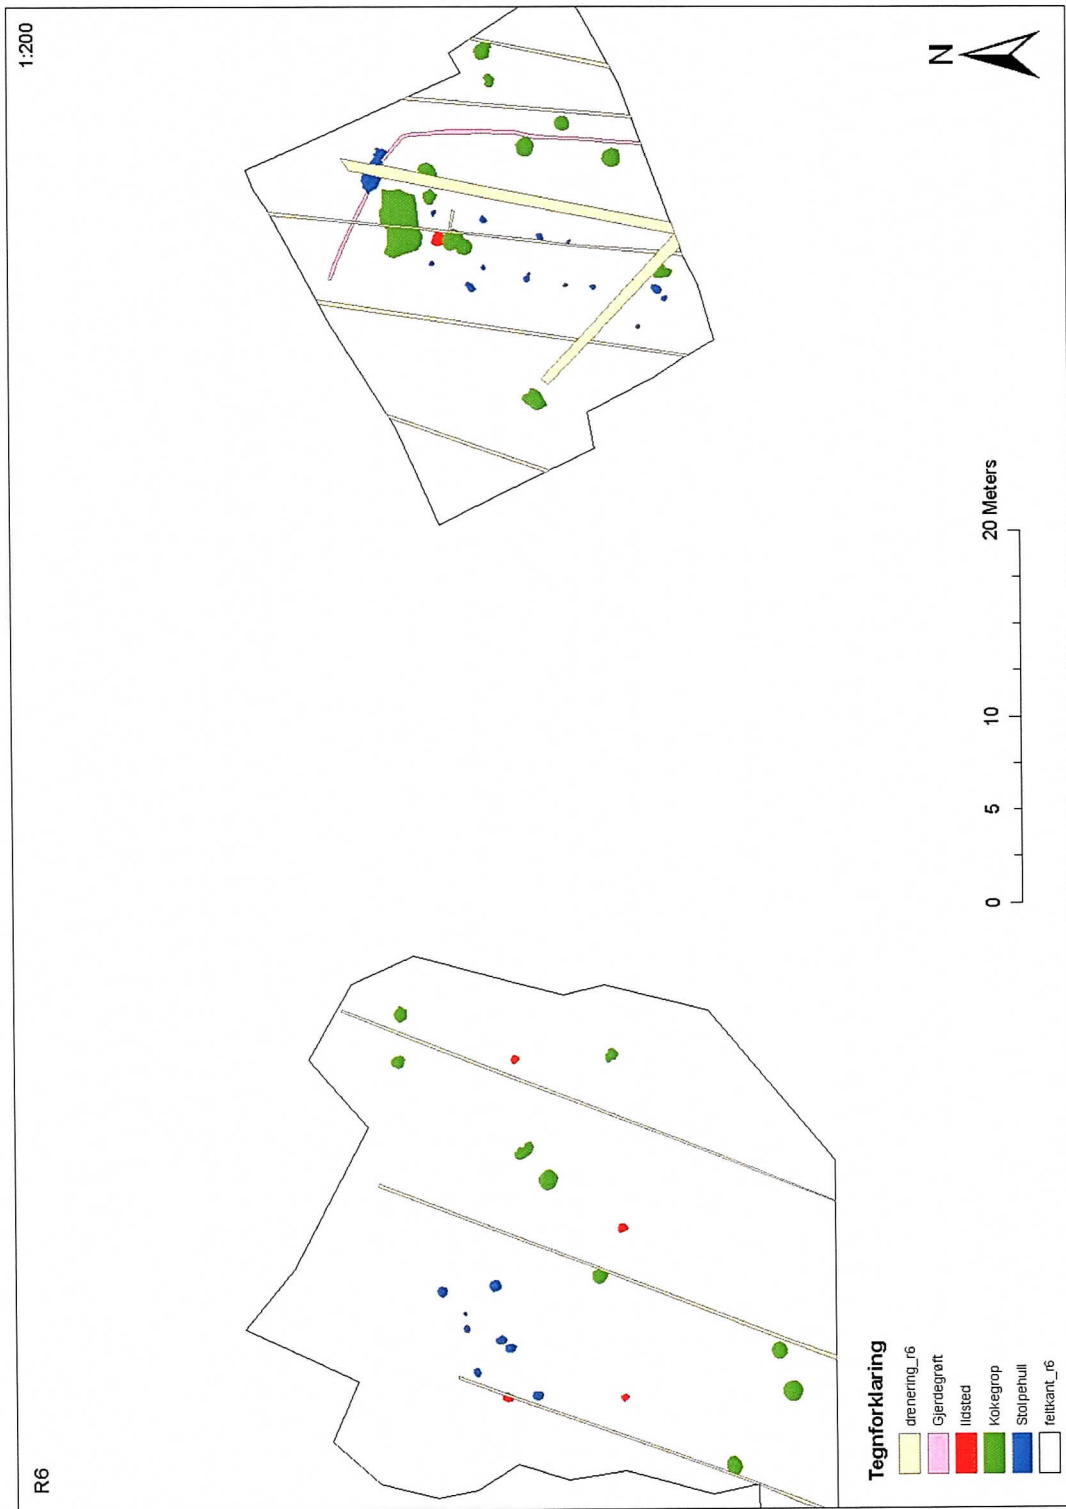 R6
1:200
Tegnforklaring
drenering_r6
Gjerdegrøft
Ildsted
Kokegrop
Stolpehull
feltkant_r6
0 5 10 20 Meters
N